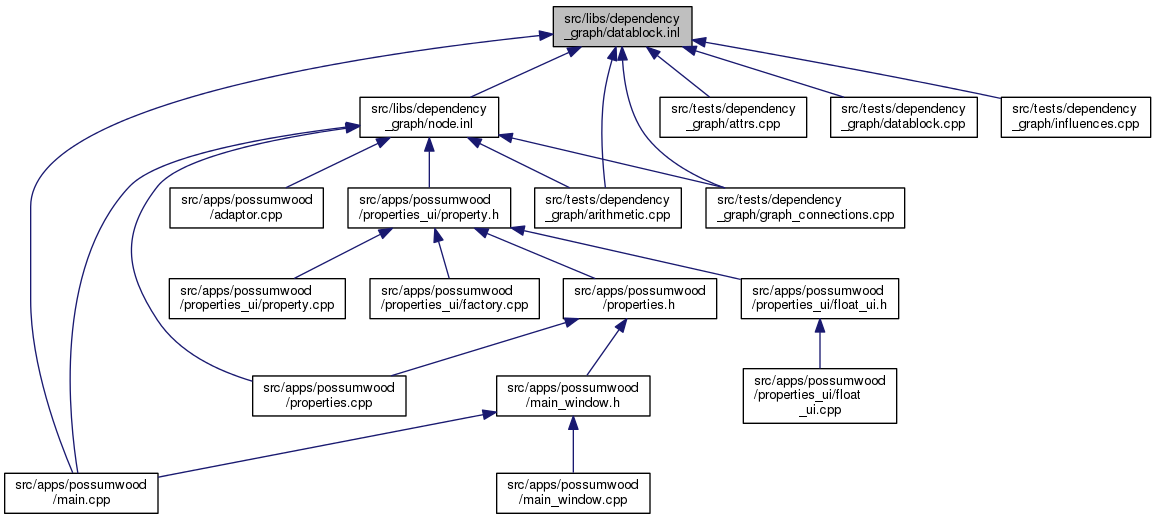 src/libs/dependency
_graph/datablock.inl
src/libs/dependency
_graph/node.inl
src/tests/dependency
_graph/attrs.cpp
src/tests/dependency
_graph/datablock.cpp
src/tests/dependency
_graph/influences.cpp
src/apps/possumwood
/adaptor.cpp
src/apps/possumwood
/properties_ui/property.h
src/tests/dependency
_graph/arithmetic.cpp
src/tests/dependency
_graph/graph_connections.cpp
src/apps/possumwood
/properties_ui/property.cpp
src/apps/possumwood
/properties_ui/factory.cpp
src/apps/possumwood
/properties.h
src/apps/possumwood
/properties_ui/float_ui.h
src/apps/possumwood
/properties.cpp
src/apps/possumwood
/main_window.h
src/apps/possumwood
/properties_ui/float
_ui.cpp
src/apps/possumwood
/main.cpp
src/apps/possumwood
/main_window.cpp